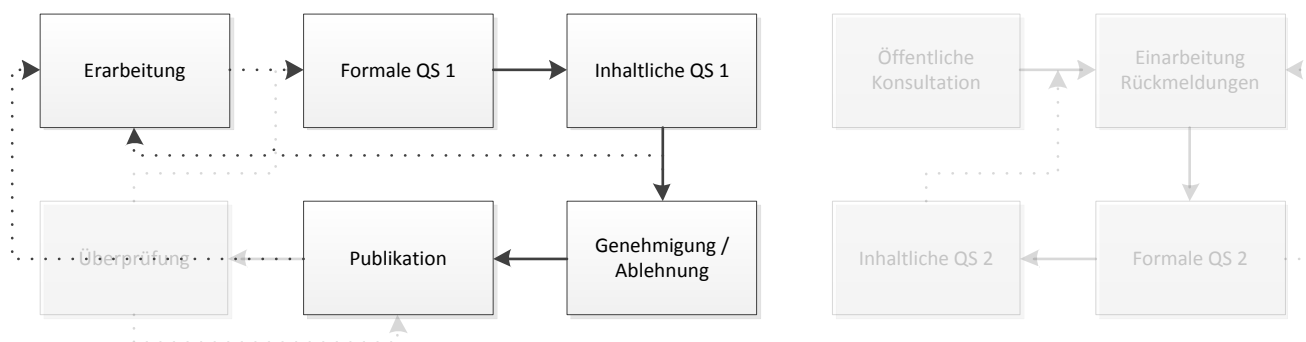 Erarbeitung
Formale QS 1
Inhaltliche QS 1
Öffentliche
Konsultation
Einarbeitung
Rückmeldungen
Überprüfung
Publikation
Genehmigung /
Ablehnung
Inhaltliche QS 2
Formale QS 2